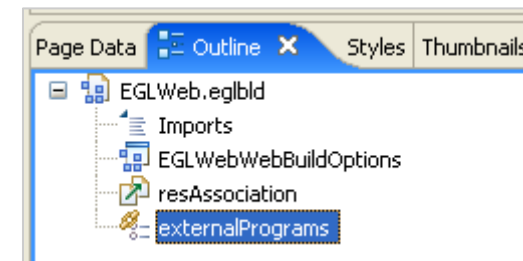 Page Data Outline Styles Thumbnails
EGLWeb.eglbld
Imports
EGLWebWebBuildOptions
resAssociation
externalPrograms